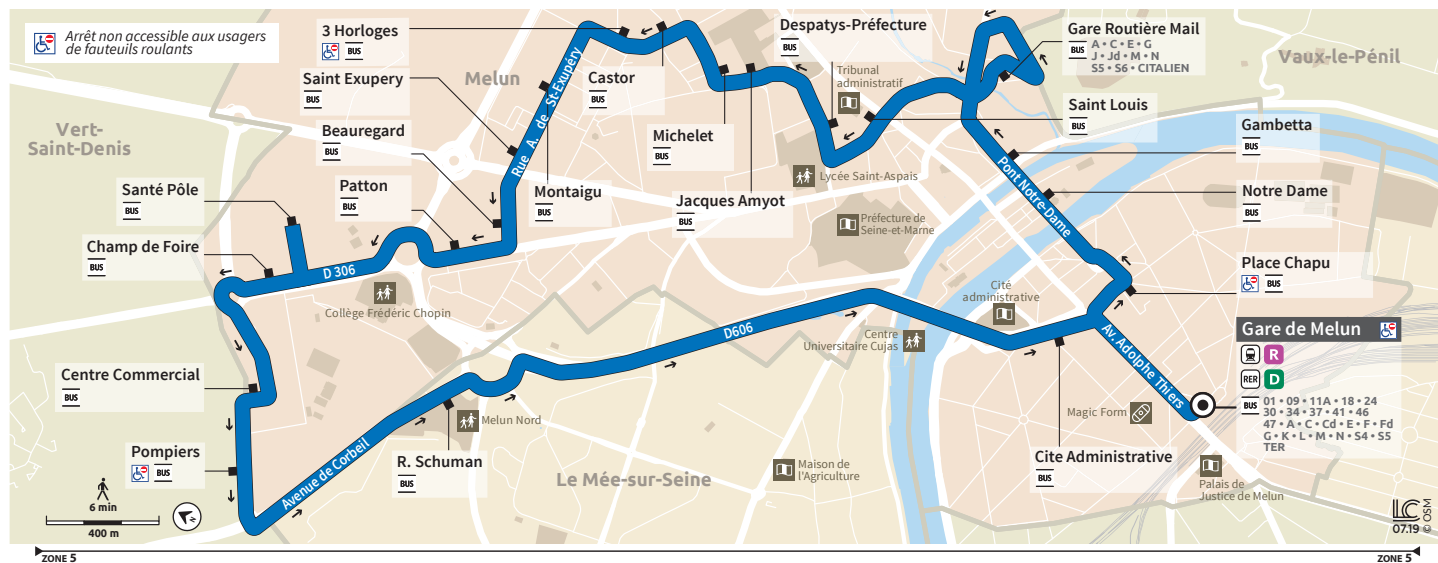 Arrêt non accessible aux usagers
de fauteuils roulants
3 Horloges
BUS
Saint Exupery
BUS
Beauregard
BUS
Patton
BUS
Santé Pôle
BUS
Champ de Foire
BUS
Centre Commercial
BUS
Pompiers
BUS
Vert-
Saint-Denis
Melun
Rue A. de St-Exupéry
Castor
BUS
Montaigu
BUS
Michelet
BUS
Jacques Amyot
BUS
Despatys-Préfecture
BUS
Tribunal
administratif
Lycée Saint-Aspais
Préfecture de
Seine-et-Marne
Gare Routière Mail
BUS
A • C • E • G
J • Jd • M • N
S5 • S6 • CITALIEN
Vaux-le-Pénil
Saint Louis
BUS
Gambetta
BUS
Notre Dame
BUS
Pont Notre-Dame
Place Chapu
BUS
Gare de Melun
R
RER
D
BUS
01 • 09 • 11A • 18 • 24
30 • 34 • 37 • 41 • 46
47 • A • C • Cd • E • F • Fd
G • K • L • M • N • S4 • S5
TER
Av. Adolphe Thiers
Cité
administrative
Centre
Universitaire Cujas
D 306
Collège Frédéric Chopin
D606
Melun Nord
Avenue de Corbeil
R. Schuman
BUS
Le Mée-sur-Seine
Maison de
l'Agriculture
Magic Form
Cite Administrative
BUS
Palais de
Justice de Melun
6 min
400 m
LC
07.19
© OSM
ZONE 5
ZONE 5